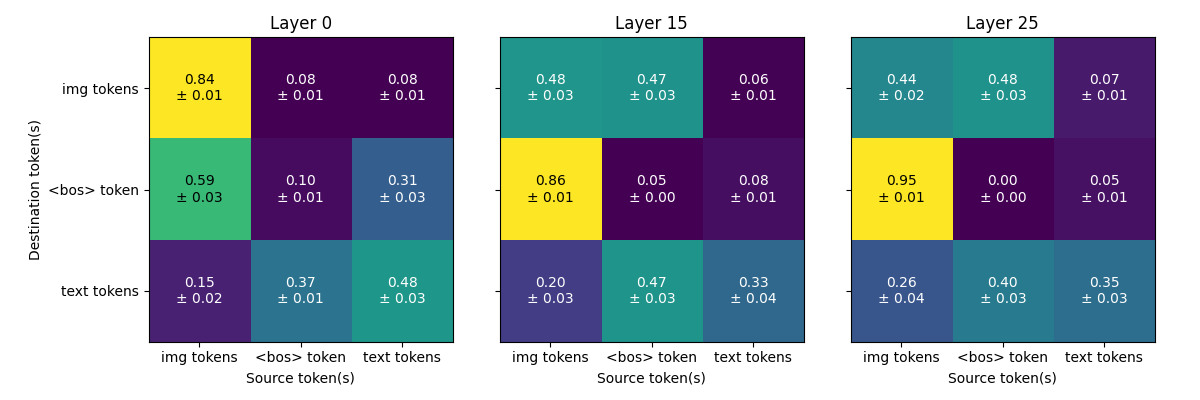 Layer 0
Layer 15
Layer 25
Destination token(s)
img tokens
<bos> token
text tokens
0.84
± 0.01
0.08
± 0.01
0.08
± 0.01
0.59
± 0.03
0.10
± 0.01
0.31
± 0.03
0.15
± 0.02
0.37
± 0.01
0.48
± 0.03
img tokens
<bos> token
text tokens
Source token(s)
0.48
± 0.03
0.47
± 0.03
0.06
± 0.01
0.86
± 0.01
0.05
± 0.00
0.08
± 0.01
0.20
± 0.03
0.47
± 0.03
0.33
± 0.04
img tokens
<bos> token
text tokens
Source token(s)
0.44
± 0.02
0.48
± 0.03
0.07
± 0.01
0.95
± 0.01
0.00
± 0.00
0.05
± 0.01
0.26
± 0.04
0.40
± 0.03
0.35
± 0.03
img tokens
<bos> token
text tokens
Source token(s)